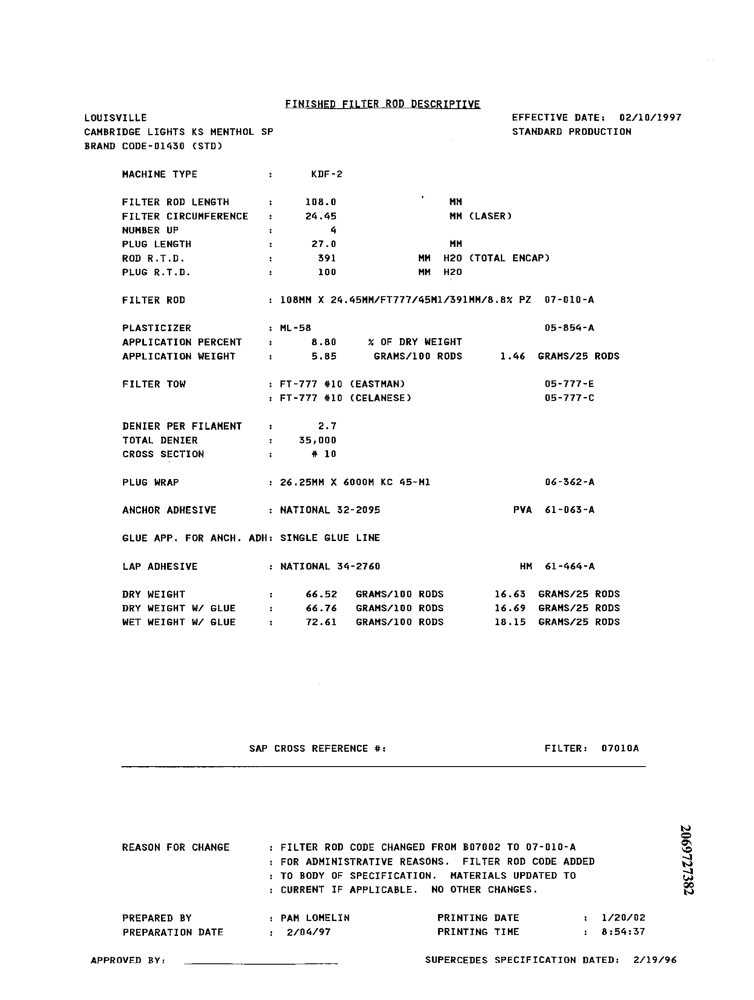 FINISHED FILTER ROD DESCRIPTIVE
LOUISVILLE EFFECTIVE DATE: 02/10/1997
CAMBRIDGE LIGHTS KS MENTHOL SP STANDARD PRODUCTION
BRAND CODE-01430 (STD)
MACHINE TYPE : KDF-2
FILTER ROD LENGTH : 108.0 MM
FILTER CIRCUMFERENCE : 24.45 MM (LASER)
NUMBER UP : 4
PLUG LENGTH : 27.0 MM
ROD R.T.D. : 391 MM H2O (TOTAL ENCAP)
PLUG R.T.D. : 100 MM H2O
FILTER ROD : 108MM X 24.45MM/FT777/45M1/391MM/8.8% PZ 07-010-A
PLASTICIZER : ML-58 05-854-A
APPLICATION PERCENT : 8.80 % OF DRY WEIGHT
APPLICATION WEIGHT : 5.85 GRAMS/100 RODS 1.46 GRAMS/25 RODS
FILTER TOW : FT-777 #10 (EASTMAN) 05-777-E
: FT-777 #10 (CELANESE) 05-777-C
DENIER PER FILAMENT : 2.7
TOTAL DENIER : 35,000
CROSS SECTION : # 10
PLUG WRAP : 26.25MM X 6000M KC 45-M1 06-362-A
ANCHOR ADHESIVE : NATIONAL 32-2095 PVA 61-063-A
GLUE APP. FOR ANCH. ADH: SINGLE GLUE LINE
LAP ADHESIVE : NATIONAL 34-2760 HM 61-464-A
DRY WEIGHT : 66.52 GRAMS/100 RODS 16.63 GRAMS/25 RODS
DRY WEIGHT W/ GLUE : 66.76 GRAMS/100 RODS 16.69 GRAMS/25 RODS
WET WEIGHT W/ GLUE : 72.61 GRAMS/100 RODS 18.15 GRAMS/25 RODS
SAP CROSS REFERENCE #: FILTER: 07010A
REASON FOR CHANGE : FILTER ROD CODE CHANGED FROM B07002 TO 07-010-A
: FOR ADMINISTRATIVE REASONS. FILTER ROD CODE ADDED
: TO BODY OF SPECIFICATION. MATERIALS UPDATED TO
: CURRENT IF APPLICABLE. NO OTHER CHANGES.
PREPARED BY : PAM LOMELIN PRINTING DATE : 1/20/02
PREPARATION DATE : 2/04/97 PRINTING TIME : 8:54:37
APPROVED BY: SUPERCEDES SPECIFICATION DATED: 2/19/96
2069727382